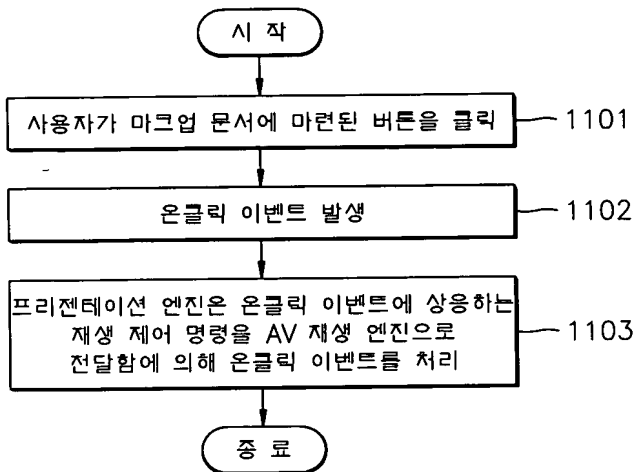 시 작
사용자가 마크업 문서에 마련된 버튼을 클릭
1101
온클릭 이벤트 발생
1102
프리젠테이션 엔진은 온클릭 이벤트에 상응하는
재생 제어 명령을 AV 재생 엔진으로
전달함에 의해 온클릭 이벤트를 처리
1103
종 료